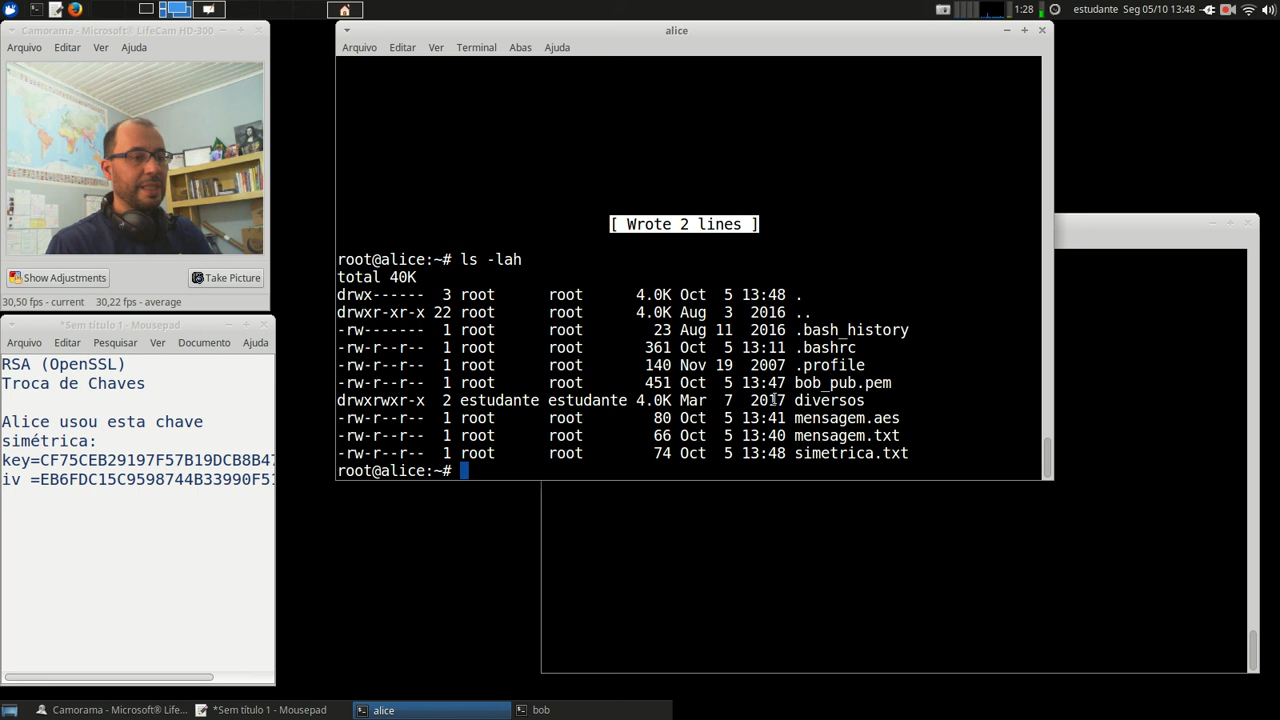 1:28
estudante Seg 05/10 13:48
Camorama - Microsoft® LifeCam HD-300
Arquivo Editar Ver Ajuda
Show Adjustments
Take Picture
30,50 fps - current 30,22 fps - average
*Sem título 1 - Mousepad
Arquivo Editar Pesquisar Ver Documento Ajuda
RSA (OpenSSL)
Troca de Chaves
Alice usou esta chave
simétrica:
key=CF75CEB29197F57B19DCB8B47
iv =EB6FDC15C9598744B33990F51
alice
Arquivo Editar Ver Terminal Abas Ajuda
[ Wrote 2 lines ]
root@alice:~# ls -lah
total 40K
drwx------ 3 root root 4.0K Oct 5 13:48 .
drwxr-xr-x 22 root root 4.0K Aug 3 2016 ..
-rw------- 1 root root 23 Aug 11 2016 .bash_history
-rw-r--r-- 1 root root 361 Oct 5 13:11 .bashrc
-rw-r--r-- 1 root root 140 Nov 19 2007 .profile
-rw-r--r-- 1 root root 451 Oct 5 13:47 bob_pub.pem
drwxrwxr-x 2 estudante estudante 4.0K Mar 7 2017 diversos
-rw-r--r-- 1 root root 80 Oct 5 13:41 mensagem.aes
-rw-r--r-- 1 root root 66 Oct 5 13:40 mensagem.txt
-rw-r--r-- 1 root root 74 Oct 5 13:48 simetrica.txt
root@alice:~#
Camorama - Microsoft® Life...
*Sem título 1 - Mousepad
alice
bob